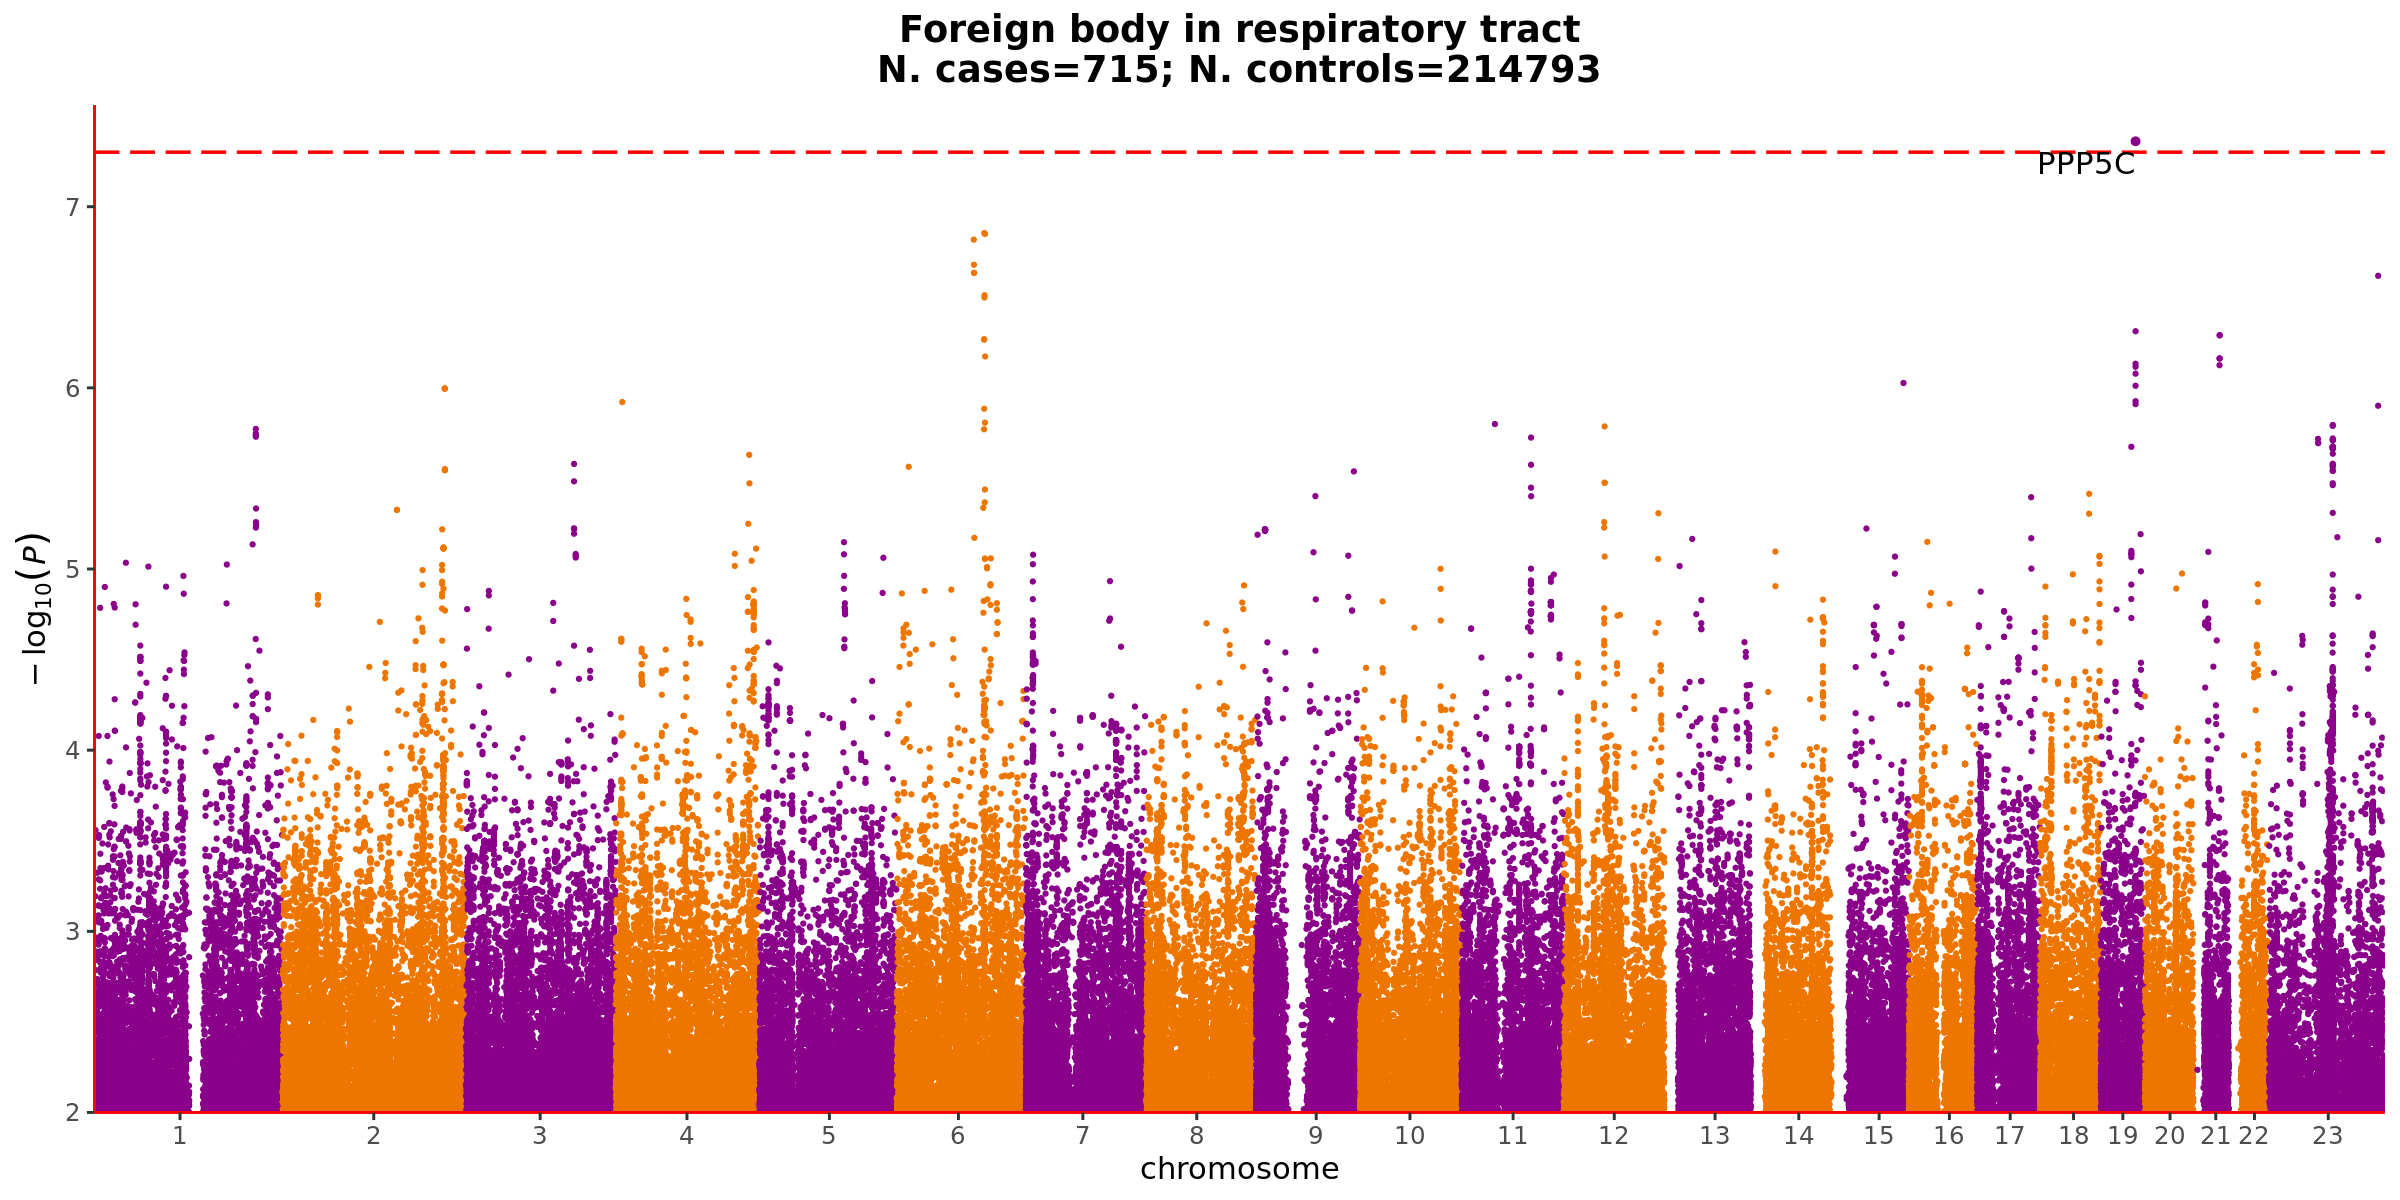 Foreign body in respiratory tract
N. cases=715; N. controls=214793
PPP5C
7
6
5
4
3
2
−log10(P)
1 2 3 4 5 6 7 8 9 10 11 12 13 14 15 16 17 18 19 20 21 22 23
chromosome